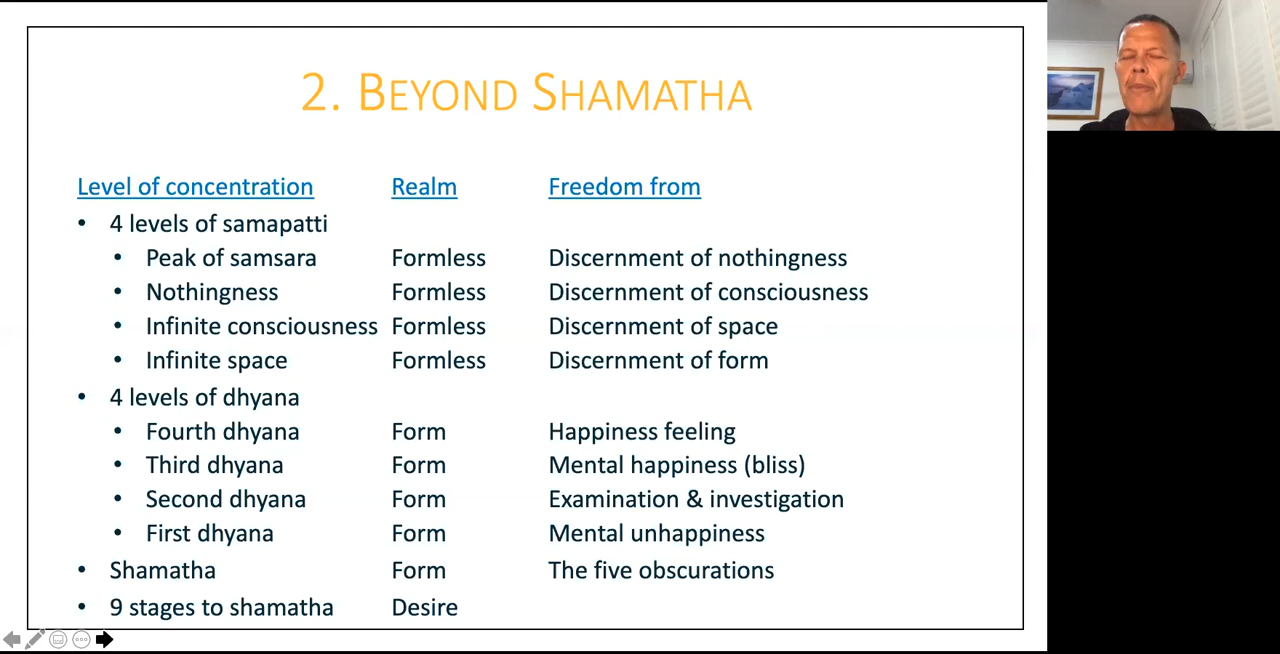 2. Beyond Shamatha
Level of concentration Realm Freedom from
• 4 levels of samapatti
• Peak of samsara Formless Discernment of nothingness
• Nothingness Formless Discernment of consciousness
• Infinite consciousness Formless Discernment of space
• Infinite space Formless Discernment of form
• 4 levels of dhyana
• Fourth dhyana Form Happiness feeling
• Third dhyana Form Mental happiness (bliss)
• Second dhyana Form Examination & investigation
• First dhyana Form Mental unhappiness
• Shamatha Form The five obscurations
• 9 stages to shamatha Desire